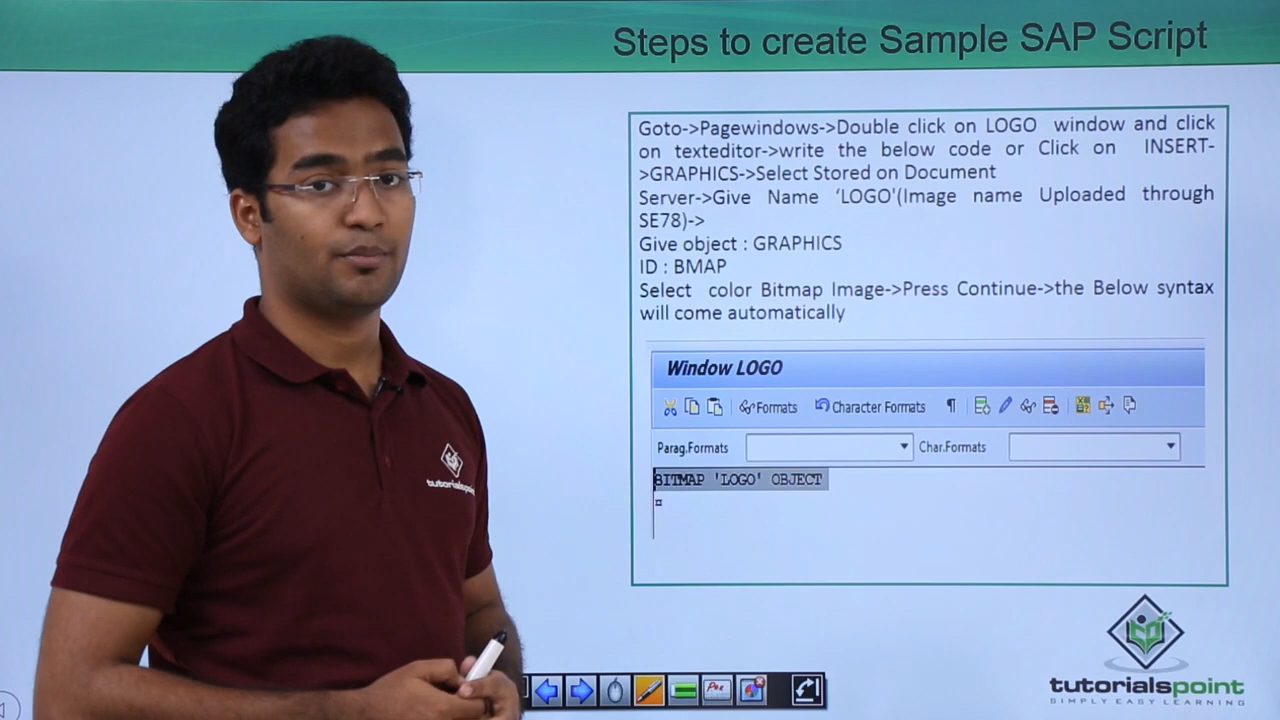 Steps to create Sample SAP Script
Goto->Pagewindows->Double click on LOGO window and click
on texteditor->write the below code or Click on INSERT-
>GRAPHICS->Select Stored on Document
Server->Give Name ‘LOGO'(Image name Uploaded through
SE78)->
Give object : GRAPHICS
ID : BMAP
Select color Bitmap Image->Press Continue->the Below syntax
will come automatically
Window LOGO
Formats Character Formats ¶
Parag.Formats Char.Formats
BITMAP 'LOGO' OBJECT
tutorialspoint
Pen
tutorialspoint
SIMPLY EASY LEARNING